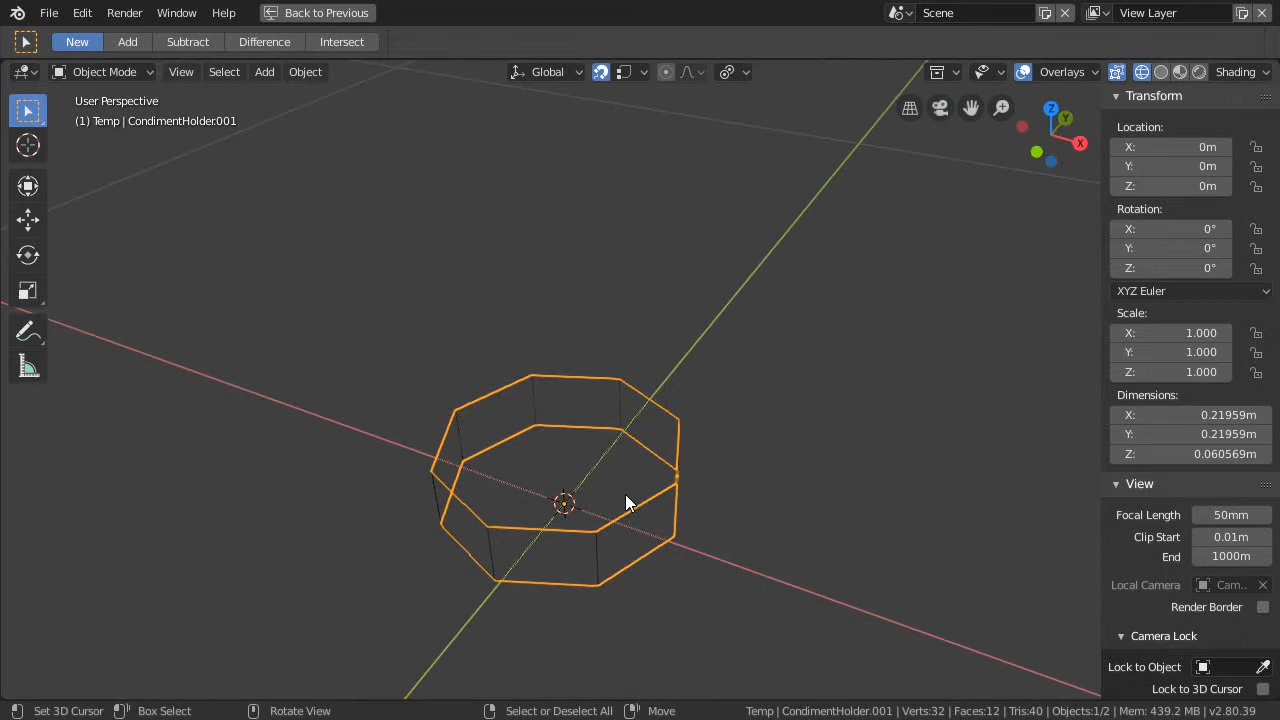 File Edit Render Window Help Back to Previous Scene View Layer
New Add Subtract Difference Intersect
Object Mode View Select Add Object Global Overlays Shading
User Perspective
(1) Temp | CondimentHolder.001
Z
Y
X
Transform
Location:
X: 0m
Y: 0m
Z: 0m
Rotation:
X: 0°
Y: 0°
Z: 0°
XYZ Euler
Scale:
X: 1.000
Y: 1.000
Z: 1.000
Dimensions:
X: 0.21959m
Y: 0.21959m
Z: 0.060569m
View
Focal Length 50mm
Clip Start 0.01m
End 1000m
Local Camera Cam..
Render Border
Camera Lock
Lock to Object
Lock to 3D Cursor
Set 3D Cursor Box Select Rotate View Select or Deselect All Move Temp | CondimentHolder.001 | Verts:32 | Faces:12 | Tris:40 | Objects:1/2 | Mem: 439.2 MB | v2.80.39